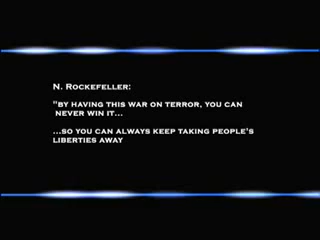 N. ROCKEFELLER:
"BY HAVING THIS WAR ON TERROR, YOU CAN
NEVER WIN IT...
...SO YOU CAN ALWAYS KEEP TAKING PEOPLE'S
LIBERTIES AWAY